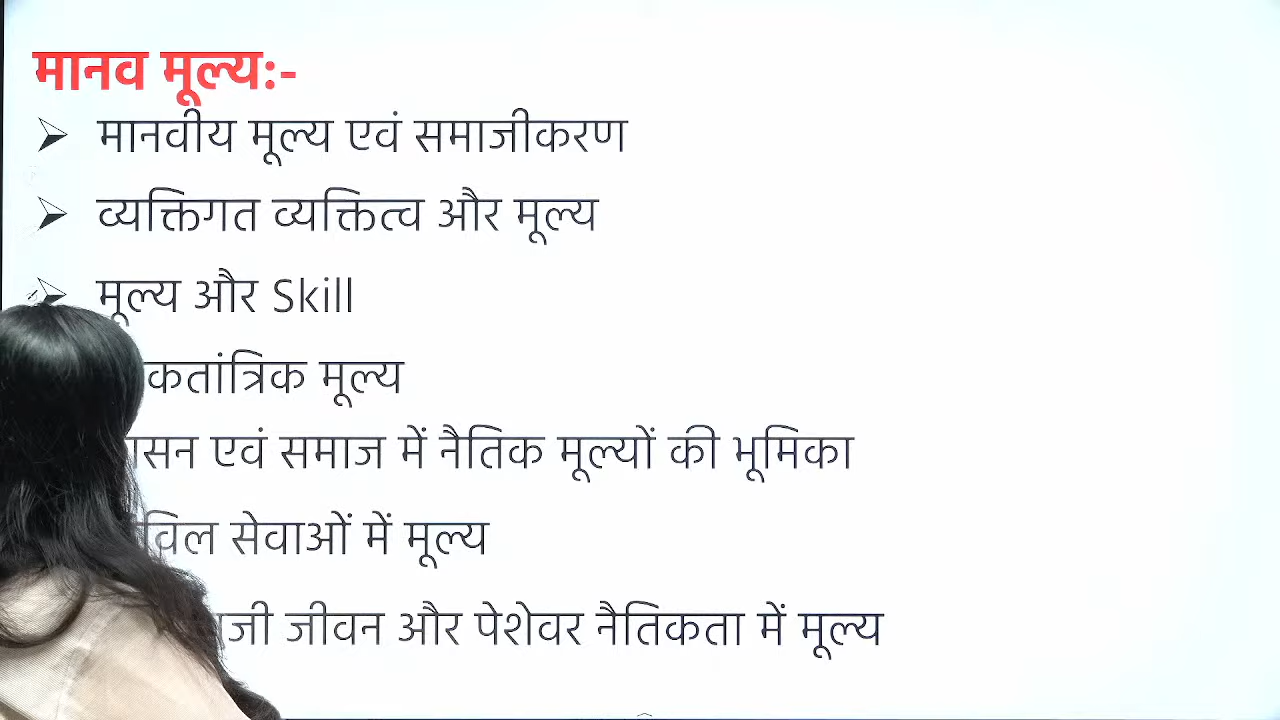 मानव मूल्य:-
मानवीय मूल्य एवं समाजीकरण
व्यक्तिगत व्यक्तित्व और मूल्य
मूल्य और Skill
मूल्य
एवं समाज में नैतिक मूल्यों की भूमिका
सेवाओं में मूल्य
जीवन और पेशेवर नैतिकता में मूल्य